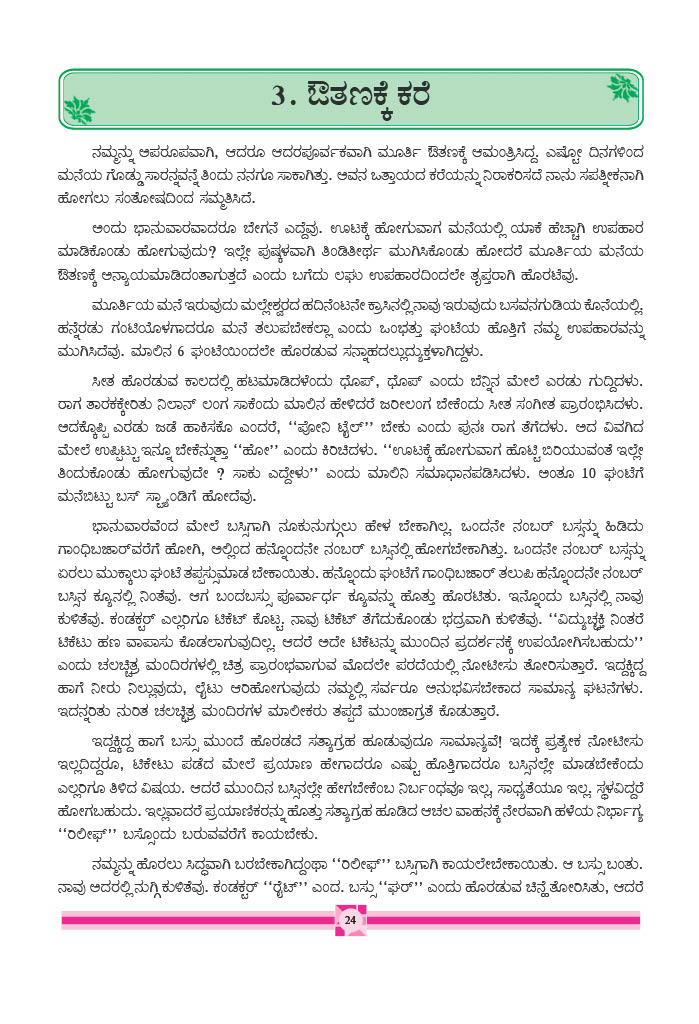 3. ಔತಣಕ್ಕೆ ಕರೆ
ನಮ್ಮನ್ನು ಅಪರೂಪವಾಗಿ, ಆದರೂ ಆದರಪೂರ್ವಕವಾಗಿ ಮೂರ್ತಿ ಔತಣಕ್ಕೆ ಆಮಂತ್ರಿಸಿದ್ದ. ಎಷ್ಟೋ ದಿನಗಳಿಂದ
ಮನೆಯ ಗೊಡ್ಡು ಸಾರನ್ನವನ್ನೆ ತಿಂದು ನನಗೂ ಸಾಕಾಗಿತ್ತು. ಅವನ ಒತ್ತಾಯದ ಕರೆಯನ್ನು ನಿರಾಕರಿಸದೆ ನಾನು ಸಪತ್ನೀಕನಾಗಿ
ಹೋಗಲು ಸಂತೋಷದಿಂದ ಸಮ್ಮತಿಸಿದೆ.
ಅಂದು ಭಾನುವಾರವಾದರೂ ಬೇಗನೆ ಎದ್ದೆವು. ಊಟಕ್ಕೆ ಹೋಗುವಾಗ ಮನೆಯಲ್ಲಿ ಯಾಕೆ ಹೆಚ್ಚಾಗಿ ಉಪಹಾರ
ಮಾಡಿಕೊಂಡು ಹೋಗುವುದು? ಇಲ್ಲೇ ಪುಷ್ಕಳವಾಗಿ ತಿಂಡಿತೀರ್ಥ ಮುಗಿಸಿಕೊಂಡು ಹೋದರೆ ಮೂರ್ತಿಯ ಮನೆಯ
ಔತಣಕ್ಕೆ ಅನ್ಯಾಯಮಾಡಿದಂತಾಗುತ್ತದೆ ಎಂದು ಬಗೆದು ಲಘು ಉಪಹಾರದಿಂದಲೇ ತೃಪ್ತರಾಗಿ ಹೊರಟೆವು.
ಮೂರ್ತಿಯ ಮನೆ ಇರುವುದು ಮಲ್ಲೇಶ್ವರದ ಹದಿನೆಂಟನೇ ಕ್ರಾಸಿನಲ್ಲಿ ನಾವು ಇರುವುದು ಬಸವನಗುಡಿಯ ಕೊನೆಯಲ್ಲಿ.
ಹನ್ನೆರಡು ಗಂಟೆಯೊಳಗಾದರೂ ಮನೆ ತಲುಪಬೇಕಲ್ಲಾ ಎಂದು ಒಂಭತ್ತು ಘಂಟೆಯ ಹೊತ್ತಿಗೆ ನಮ್ಮ ಉಪಹಾರವನ್ನು
ಮುಗಿಸಿದೆವು. ಮಾಲಿನ 6 ಘಂಟೆಯಿಂದಲೇ ಹೊರಡುವ ಸನ್ನಾಹದಲ್ಲುದ್ಯುಕ್ತಳಾಗಿದ್ದಳು.
ಸೀತ ಹೊರಡುವ ಕಾಲದಲ್ಲಿ ಹಟಮಾಡಿದಳೆಂದು ಧೊಪ್, ಧೊಪ್ ಎಂದು ಬೆನ್ನಿನ ಮೇಲೆ ಎರಡು ಗುದ್ದಿದಳು.
ರಾಗ ತಾರಕಕ್ಕೇರಿತು ನಿಲಾನ್ ಲಂಗ ಸಾಕೆಂದು ಮಾಲಿನ ಹೇಳಿದರೆ ಜರೀಲಂಗ ಬೇಕೆಂದು ಸೀತ ಸಂಗೀತ ಪ್ರಾರಂಭಿಸಿದಳು.
ಅದಕ್ಕೊಪ್ಪಿ ಎರಡು ಜಡೆ ಹಾಕಿಸಕೊ ಎಂದರೆ, ‘‘ಪೋನಿ ಟೈಲ್’’ ಬೇಕು ಎಂದು ಪುನಃ ರಾಗ ತೆಗೆದಳು. ಅದ ವಿವಗಿದ
ಮೇಲೆ ಉಪ್ಪಿಟ್ಟು ಇನ್ನೂ ಬೇಕೆನ್ನುತ್ತಾ ‘‘ಹೋ’’ ಎಂದು ಕಿರಿಚಿದಳು. ‘‘ಊಟಕ್ಕೆ ಹೋಗುವಾಗ ಹೊಟ್ಟೆ ಬಿರಿಯುವಂತೆ ಇಲ್ಲೇ
ತಿಂದುಕೊಂಡು ಹೋಗುವುದೇ ? ಸಾಕು ಎದ್ದೇಳು’’ ಎಂದು ಮಾಲಿನಿ ಸಮಾಧಾನಪಡಿಸಿದಳು. ಅಂತೂ 10 ಘಂಟೆಗೆ
ಮನೆಬಿಟ್ಟು ಬಸ್ ಸ್ಟ್ಯಾಂಡಿಗೆ ಹೋದೆವು.
ಭಾನುವಾರವೆಂದ ಮೇಲೆ ಬಸ್ಸಿಗಾಗಿ ನೂಕುನುಗ್ಗುಲು ಹೇಳ ಬೇಕಾಗಿಲ್ಲ. ಒಂದನೇ ನಂಬರ್ ಬಸ್ಸನ್ನು ಹಿಡಿದು
ಗಾಂಧಿಬಜಾರ್‌ವರೆಗೆ ಹೋಗಿ, ಅಲ್ಲಿಂದ ಹನ್ನೊಂದನೇ ನಂಬರ್ ಬಸ್ಸಿನಲ್ಲಿ ಹೋಗಬೇಕಾಗಿತ್ತು. ಒಂದನೇ ನಂಬರ್ ಬಸ್ಸನ್ನು
ಏರಲು ಮುಕ್ಕಾಲು ಘಂಟೆ ತಪಸ್ಸುಮಾಡ ಬೇಕಾಯಿತು. ಹನ್ನೊಂದು ಘಂಟೆಗೆ ಗಾಂಧಿಬಜಾರ್ ತಲುಪಿ ಹನ್ನೊಂದನೇ ನಂಬರ್
ಬಸ್ಸಿನ ಕ್ಯೂನಲ್ಲಿ ನಿಂತೆವು. ಆಗ ಬಂದಬಸ್ಸು ಪೂರ್ವಾರ್ಧ ಕ್ಯೂವನ್ನು ಹೊತ್ತು ಹೊರಟಿತು. ಇನ್ನೊಂದು ಬಸ್ಸಿನಲ್ಲಿ ನಾವು
ಕುಳಿತೆವು. ಕಂಡಕ್ಟರ್ ಎಲ್ಲರಿಗೂ ಟಿಕೆಟ್ ಕೊಟ್ಟ. ನಾವು ಟಿಕೆಟ್ ತೆಗೆದುಕೊಂಡು ಭದ್ರವಾಗಿ ಕುಳಿತೆವು. ‘‘ವಿದ್ಯುಚ್ಛಕ್ತಿ ನಿಂತರೆ
ಟಿಕೆಟು ಹಣ ವಾಪಾಸು ಕೊಡಲಾಗುವುದಿಲ್ಲ. ಆದರೆ ಅದೇ ಟಿಕೆಟನ್ನು ಮುಂದಿನ ಪ್ರದರ್ಶನಕ್ಕೆ ಉಪಯೋಗಿಸಬಹುದು’’
ಎಂದು ಚಲಚ್ಚಿತ್ರ ಮಂದಿರಗಳಲ್ಲಿ ಚಿತ್ರ ಪ್ರಾರಂಭವಾಗುವ ಮೊದಲೇ ಪರದೆಯಲ್ಲಿ ನೋಟೀಸು ತೋರಿಸುತ್ತಾರೆ. ಇದ್ದಕ್ಕಿದ್ದ
ಹಾಗೆ ನೀರು ನಿಲ್ಲುವುದು, ಲೈಟು ಆರಿಹೋಗುವುದು ನಮ್ಮಲ್ಲಿ ಸರ್ವರೂ ಅನುಭವಿಸಬೇಕಾದ ಸಾಮಾನ್ಯ ಘಟನೆಗಳು.
ಇದನ್ನರಿತು ನುರಿತ ಚಲಚ್ಛಿತ್ರ ಮಂದಿರಗಳ ಮಾಲೀಕರು ತಪ್ಪದೆ ಮುಂಜಾಗ್ರತೆ ಕೊಡುತ್ತಾರೆ.
ಇದ್ದಕ್ಕಿದ್ದ ಹಾಗೆ ಬಸ್ಸು ಮುಂದೆ ಹೊರಡದೆ ಸತ್ಯಾಗ್ರಹ ಹೂಡುವುದೂ ಸಾಮಾನ್ಯವೆ! ಇದಕ್ಕೆ ಪ್ರತ್ಯೇಕ ನೋಟೀಸು
ಇಲ್ಲದಿದ್ದರೂ, ಟಿಕೇಟು ಪಡೆದ ಮೇಲೆ ಪ್ರಯಾಣ ಹೇಗಾದರೂ ಎಷ್ಟು ಹೊತ್ತಿಗಾದರೂ ಬಸ್ಸಿನಲ್ಲೇ ಮಾಡಬೇಕೆಂದು
ಎಲ್ಲರಿಗೂ ತಿಳಿದ ವಿಷಯ. ಆದರೆ ಮುಂದಿನ ಬಸ್ಸಿನಲ್ಲೇ ಹೇಗಬೇಕೆಂಬ ನಿರ್ಬಂಧವೂ ಇಲ್ಲ, ಸಾಧ್ಯತೆಯೂ ಇಲ್ಲ. ಸ್ಥಳವಿದ್ದರೆ
ಹೋಗಬಹುದು. ಇಲ್ಲವಾದರೆ ಪ್ರಯಾಣಿಕರನ್ನು ಹೊತ್ತು ಸತ್ಯಾಗ್ರಹ ಹೂಡಿದ ಆಚಲ ವಾಹನಕ್ಕೆ ನೇರವಾಗಿ ಹಳೆಯ ನಿರ್ಭಾಗ್ಯ
‘‘ರಿಲೀಫ್’’ ಬಸ್ಸೊಂದು ಬರುವವರೆಗೆ ಕಾಯಬೇಕು.
ನಮ್ಮನ್ನು ಹೊರಲು ಸಿದ್ಧವಾಗಿ ಬರಬೇಕಾಗಿದ್ದಂಥಾ ‘‘ರಿಲೀಫ್’’ ಬಸ್ಸಿಗಾಗಿ ಕಾಯಲೇಬೇಕಾಯಿತು. ಆ ಬಸ್ಸು ಬಂತು.
ನಾವು ಆದರಲ್ಲಿ ನುಗ್ಗಿ ಕುಳಿತೆವು. ಕಂಡಕ್ಟರ್ ‘‘ರೈಟ್’’ ಎಂದ. ಬಸ್ಸು ‘‘ಘರ್’’ ಎಂದು ಹೊರಡುವ ಚಿನ್ಹೆ ತೋರಿಸಿತು, ಆದರೆ
24